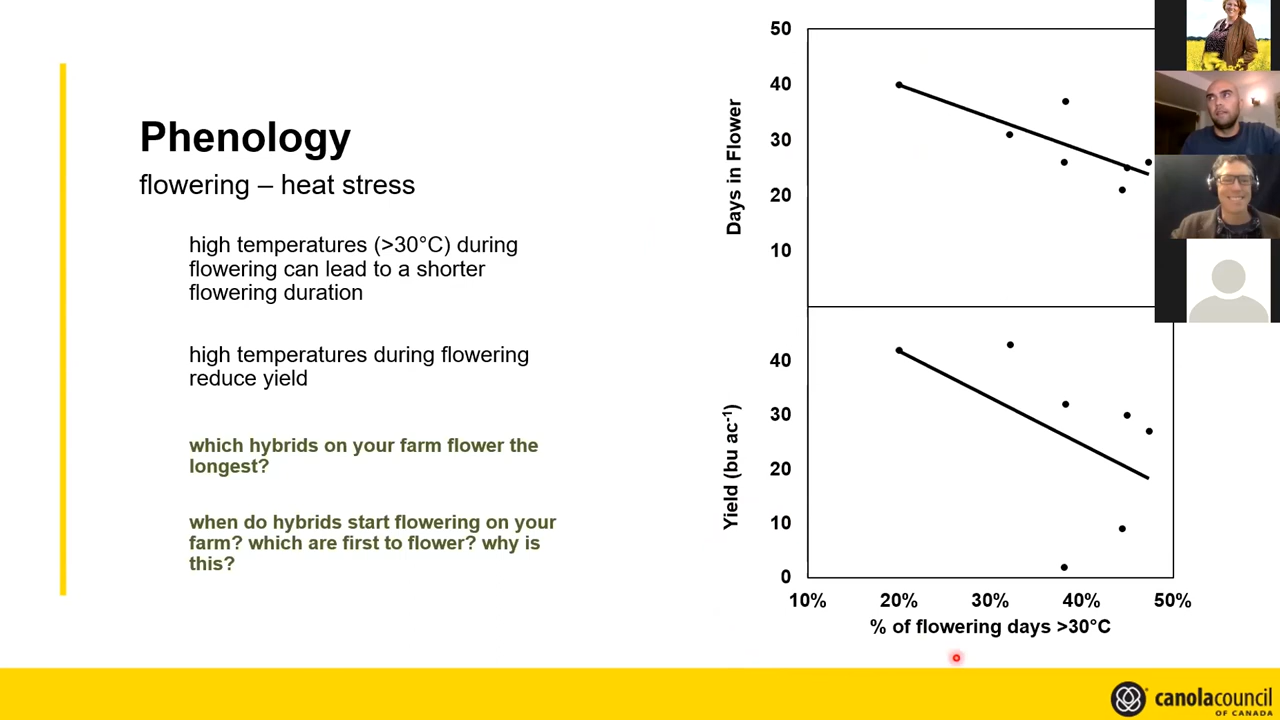 Phenology
flowering – heat stress
high temperatures (>30°C) during
flowering can lead to a shorter
flowering duration
high temperatures during flowering
reduce yield
which hybrids on your farm flower the
longest?
when do hybrids start flowering on your
farm? which are first to flower? why is
this?
50
40
30
20
10
Days in Flower
40
30
20
10
0
Yield (bu ac⁻¹)
10% 20% 30% 40% 50%
% of flowering days >30°C
canolacouncil
OF CANADA